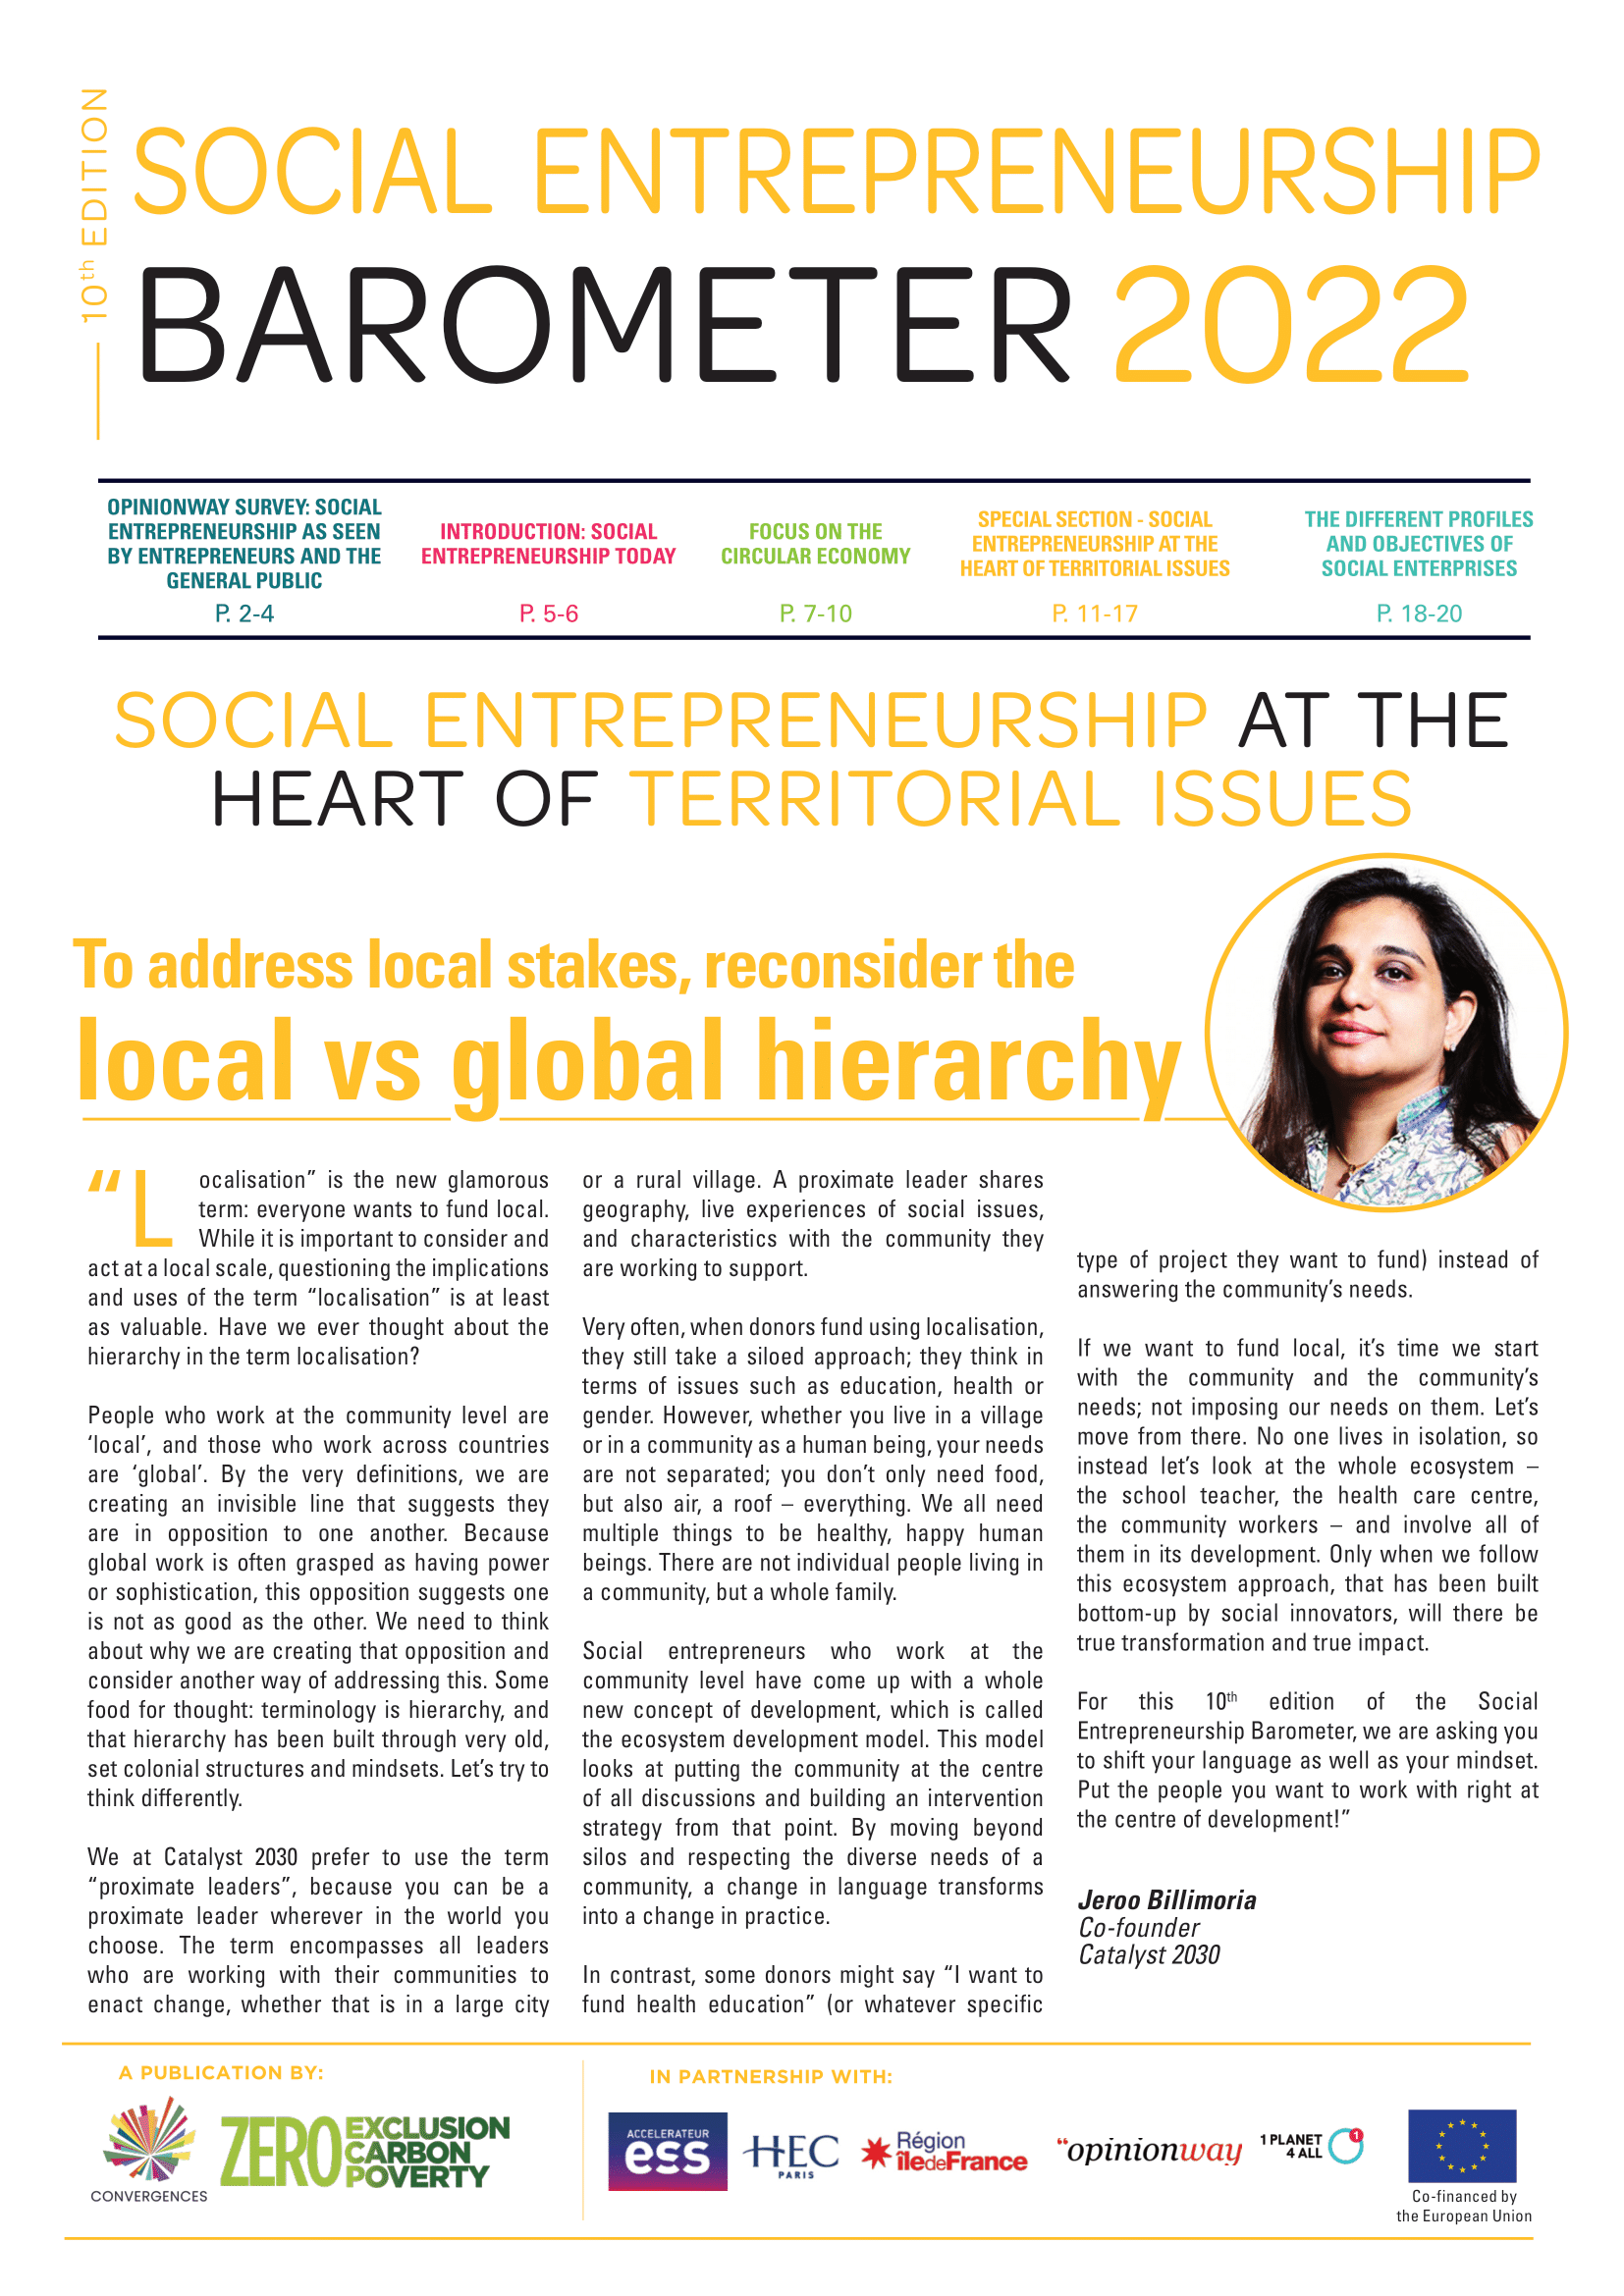 10th EDITION
SOCIAL ENTREPRENEURSHIP
BAROMETER 2022
OPINIONWAY SURVEY: SOCIAL
ENTREPRENEURSHIP AS SEEN
BY ENTREPRENEURS AND THE
GENERAL PUBLIC
P. 2-4
INTRODUCTION: SOCIAL
ENTREPRENEURSHIP TODAY
P. 5-6
FOCUS ON THE
CIRCULAR ECONOMY
P. 7-10
SPECIAL SECTION - SOCIAL
ENTREPRENEURSHIP AT THE
HEART OF TERRITORIAL ISSUES
P. 11-17
THE DIFFERENT PROFILES
AND OBJECTIVES OF
SOCIAL ENTERPRISES
P. 18-20
SOCIAL ENTREPRENEURSHIP AT THE
HEART OF TERRITORIAL ISSUES
To address local stakes, reconsider the
local vs global hierarchy
“Localisation” is the new glamorous
term: everyone wants to fund local.
While it is important to consider and
act at a local scale, questioning the implications
and uses of the term “localisation” is at least
as valuable. Have we ever thought about the
hierarchy in the term localisation?
People who work at the community level are
‘local’, and those who work across countries
are ‘global’. By the very definitions, we are
creating an invisible line that suggests they
are in opposition to one another. Because
global work is often grasped as having power
or sophistication, this opposition suggests one
is not as good as the other. We need to think
about why we are creating that opposition and
consider another way of addressing this. Some
food for thought: terminology is hierarchy, and
that hierarchy has been built through very old,
set colonial structures and mindsets. Let’s try to
think differently.
We at Catalyst 2030 prefer to use the term
“proximate leaders”, because you can be a
proximate leader wherever in the world you
choose. The term encompasses all leaders
who are working with their communities to
enact change, whether that is in a large city
or a rural village. A proximate leader shares
geography, live experiences of social issues,
and characteristics with the community they
are working to support.
Very often, when donors fund using localisation,
they still take a siloed approach; they think in
terms of issues such as education, health or
gender. However, whether you live in a village
or in a community as a human being, your needs
are not separated; you don’t only need food,
but also air, a roof – everything. We all need
multiple things to be healthy, happy human
beings. There are not individual people living in
a community, but a whole family.
Social entrepreneurs who work at the
community level have come up with a whole
new concept of development, which is called
the ecosystem development model. This model
looks at putting the community at the centre
of all discussions and building an intervention
strategy from that point. By moving beyond
silos and respecting the diverse needs of a
community, a change in language transforms
into a change in practice.
In contrast, some donors might say “I want to
fund health education” (or whatever specific
type of project they want to fund) instead of
answering the community’s needs.
If we want to fund local, it’s time we start
with the community and the community’s
needs; not imposing our needs on them. Let’s
move from there. No one lives in isolation, so
instead let’s look at the whole ecosystem –
the school teacher, the health care centre,
the community workers – and involve all of
them in its development. Only when we follow
this ecosystem approach, that has been built
bottom-up by social innovators, will there be
true transformation and true impact.
For this 10th edition of the Social
Entrepreneurship Barometer, we are asking you
to shift your language as well as your mindset.
Put the people you want to work with right at
the centre of development!”
Jeroo Billimoria
Co-founder
Catalyst 2030
A PUBLICATION BY:
CONVERGENCES
ZERO EXCLUSION
CARBON
POVERTY
IN PARTNERSHIP WITH:
ACCELERATEUR
ess
HEC
PARIS
Région
îledeFrance
“opinionway
1 PLANET
4 ALL
1
Co-financed by
the European Union